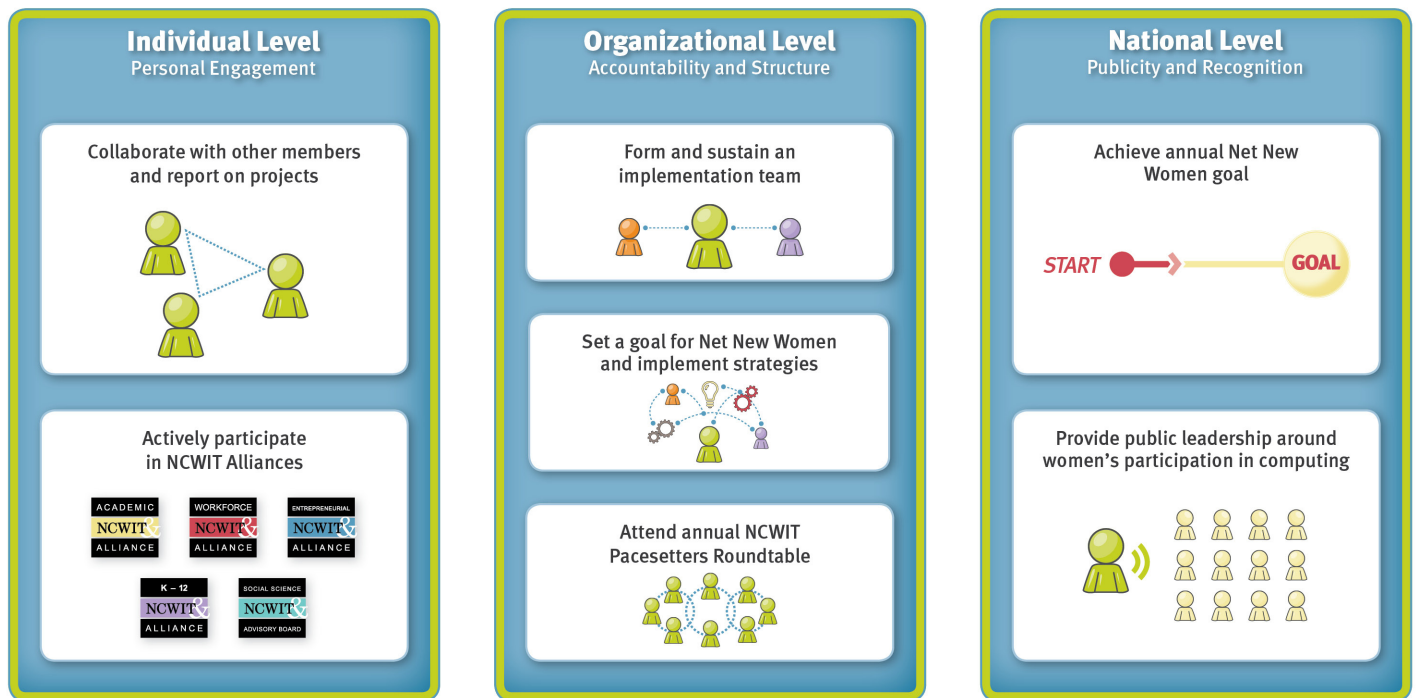 Individual Level
Personal Engagement
Collaborate with other members
and report on projects
Actively participate
in NCWIT Alliances
ACADEMIC
NCWIT &
ALLIANCE
WORKFORCE
NCWIT &
ALLIANCE
ENTREPRENEURIAL
NCWIT &
ALLIANCE
K – 12
NCWIT &
ALLIANCE
SOCIAL SCIENCE
NCWIT &
ADVISORY BOARD
Organizational Level
Accountability and Structure
Form and sustain an
implementation team
Set a goal for Net New Women
and implement strategies
Attend annual NCWIT
Pacesetters Roundtable
National Level
Publicity and Recognition
Achieve annual Net New
Women goal
START
GOAL
Provide public leadership around
women’s participation in computing